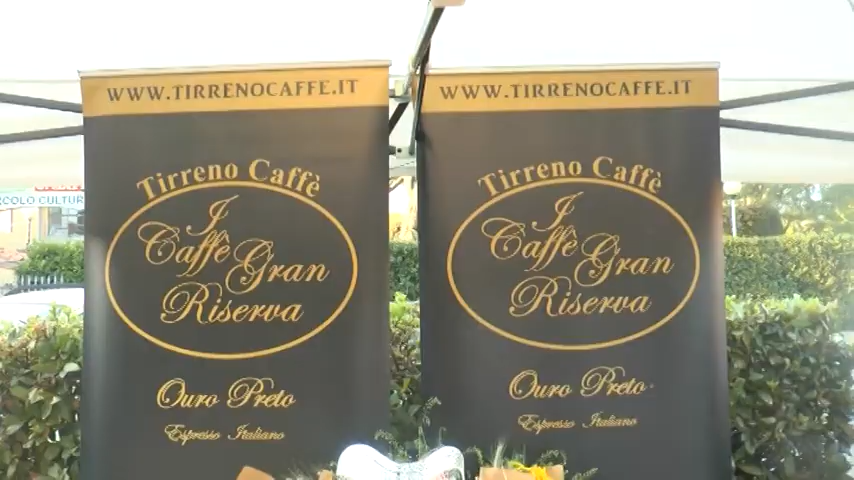 WWW.TIRRENOCAFFE.IT
Tirreno Caffè
I
Caffè Gran
Riserva
Ouro Preto
Espresso Italiano
WWW.TIRRENOCAFFE.IT
Tirreno Caffè
I
Caffè Gran
Riserva
Ouro Preto
Espresso Italiano